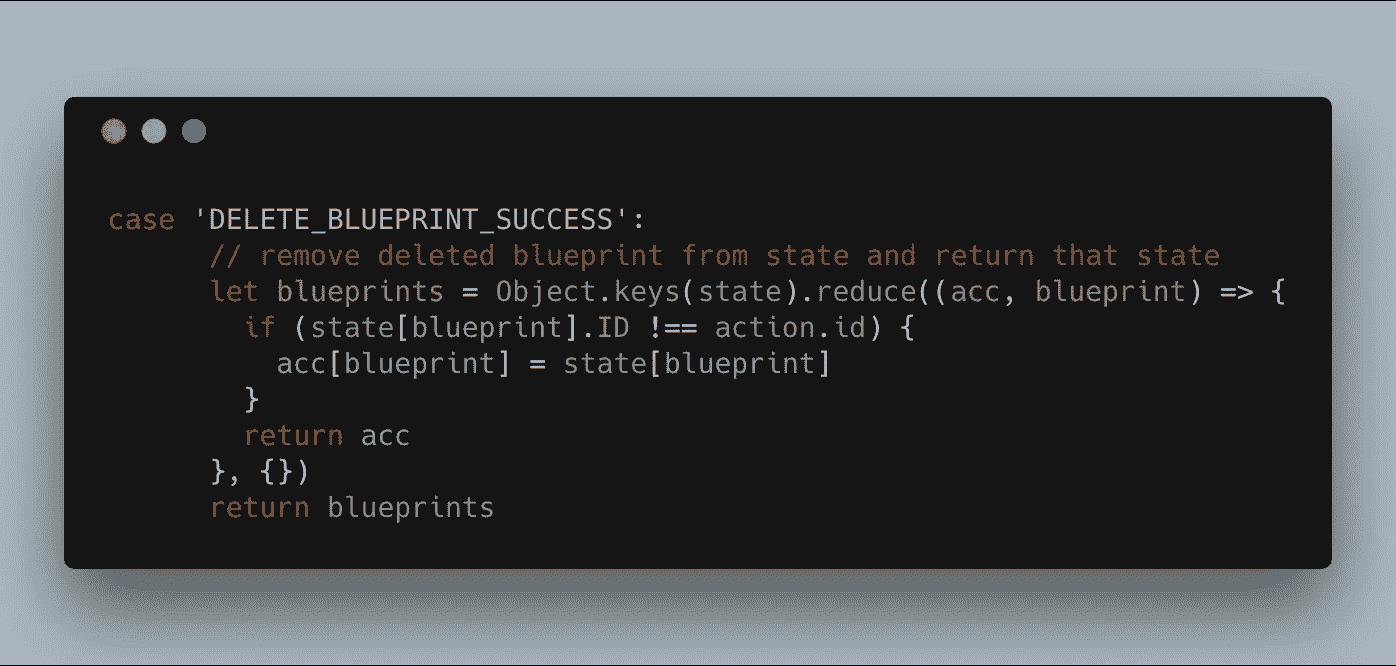 case 'DELETE_BLUEPRINT_SUCCESS':
// remove deleted blueprint from state and return that state
let blueprints = Object.keys(state).reduce((acc, blueprint) => {
if (state[blueprint].ID !== action.id) {
acc[blueprint] = state[blueprint]
}
return acc
}, {})
return blueprints